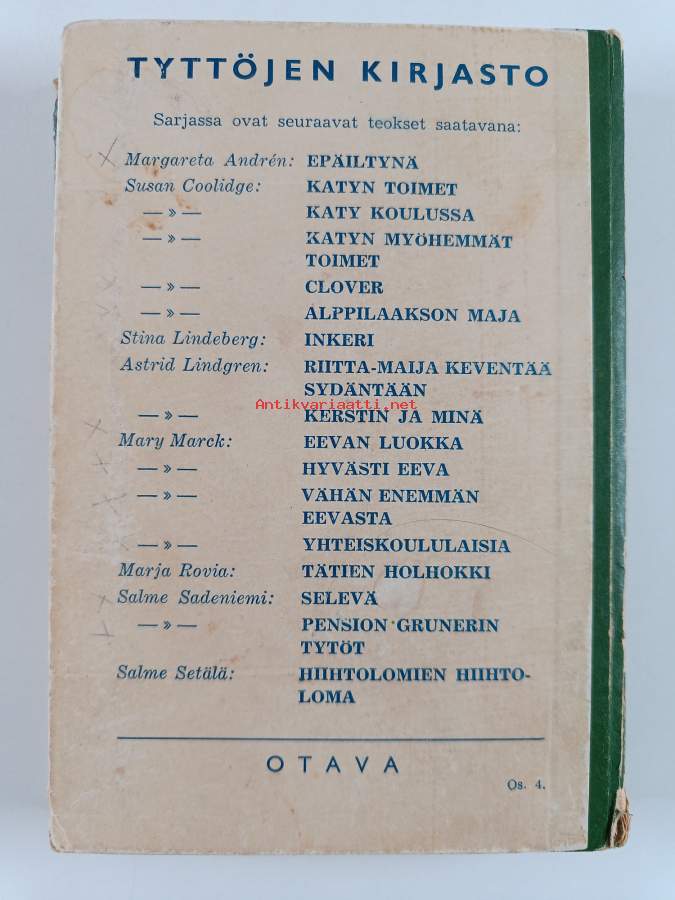 TYTTÖJEN KIRJASTO
Sarjassa ovat seuraavat teokset saatavana:
Margareta Andrén: EPÄILTYNÄ
Susan Coolidge: KATYN TOIMET
— » — KATY KOULUSSA
— » — KATYN MYÖHEMMÄT
TOIMET
— » — CLOVER
— » — ALPPILAAKSON MAJA
Stina Lindeberg: INKERI
Astrid Lindgren: RIITTA-MAIJA KEVENTÄÄ
SYDÄNTÄÄN
Antikvariaatti.net
— » — KERSTIN JA MINÄ
Mary Marck: EEVAN LUOKKA
— » — HYVÄSTI EEVA
— » — VÄHÄN ENEMMÄN
EEVASTA
— » — YHTEISKOULULAISIA
Marja Rovia: TÄTIEN HOLHOKKI
Salme Sadeniemi: SELEVÄ
— » — PENSION GRUNERIN
TYTÖT
Salme Setälä: HIIHTOLOMIEN HIIHTO-
LOMA
OTAVA
Os. 4.